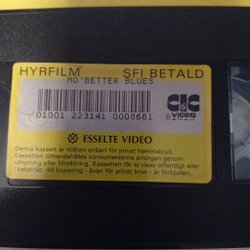 HYRFILM SFI BETALD
MO'BETTER BLUES
01001 223141 0008681
CIC
VIDEO
ESSELTE VIDEO
Denna kassett är tillåten enbart för privat hemmabruk.
Kassetten tillhandahålles konsumenterna antingen genom
uthyrning eller försäljning. Kassetten får ej visas offentligt eller
i kabelnät. All kopiering - även för privat bruk - är förbjuden.